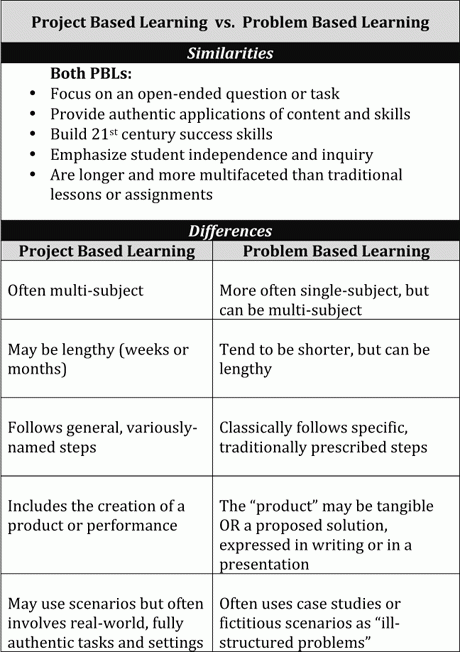 Project Based Learning vs. Problem Based Learning
Similarities
Both PBLs:
• Focus on an open-ended question or task
• Provide authentic applications of content and skills
• Build 21st century success skills
• Emphasize student independence and inquiry
• Are longer and more multifaceted than traditional
lessons or assignments
Differences
Project Based Learning
Problem Based Learning
Often multi-subject
More often single-subject, but
can be multi-subject
May be lengthy (weeks or
months)
Tend to be shorter, but can be
lengthy
Follows general, variously-
named steps
Classically follows specific,
traditionally prescribed steps
Includes the creation of a
product or performance
The “product” may be tangible
OR a proposed solution,
expressed in writing or in a
presentation
May use scenarios but often
involves real-world, fully
authentic tasks and settings
Often uses case studies or
fictitious scenarios as “ill-
structured problems”